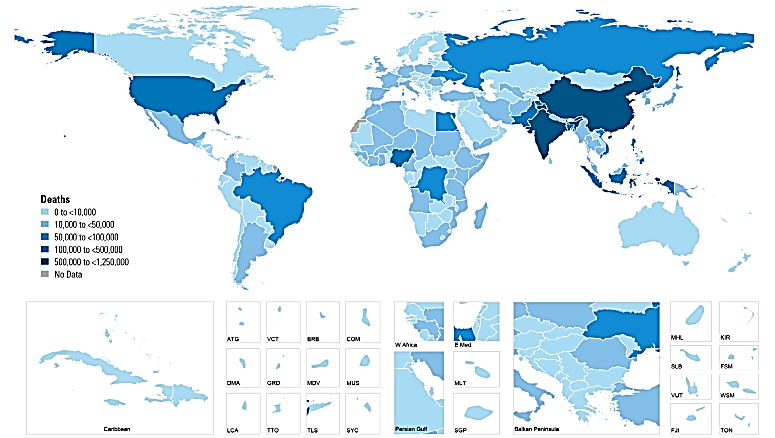 Deaths
0 to <10,000
10,000 to <50,000
50,000 to <100,000
100,000 to <500,000
500,000 to <1,250,000
No Data
Caribbean
ATG
VCT
BRB
COM
DMA
GRD
MDV
MUS
LCA
TTO
TLS
SYC
W Africa
E Med.
Persian Gulf
MLT
SGP
Balkan Peninsula
MHL
KIR
SLB
FSM
VUT
WSM
FJI
TON